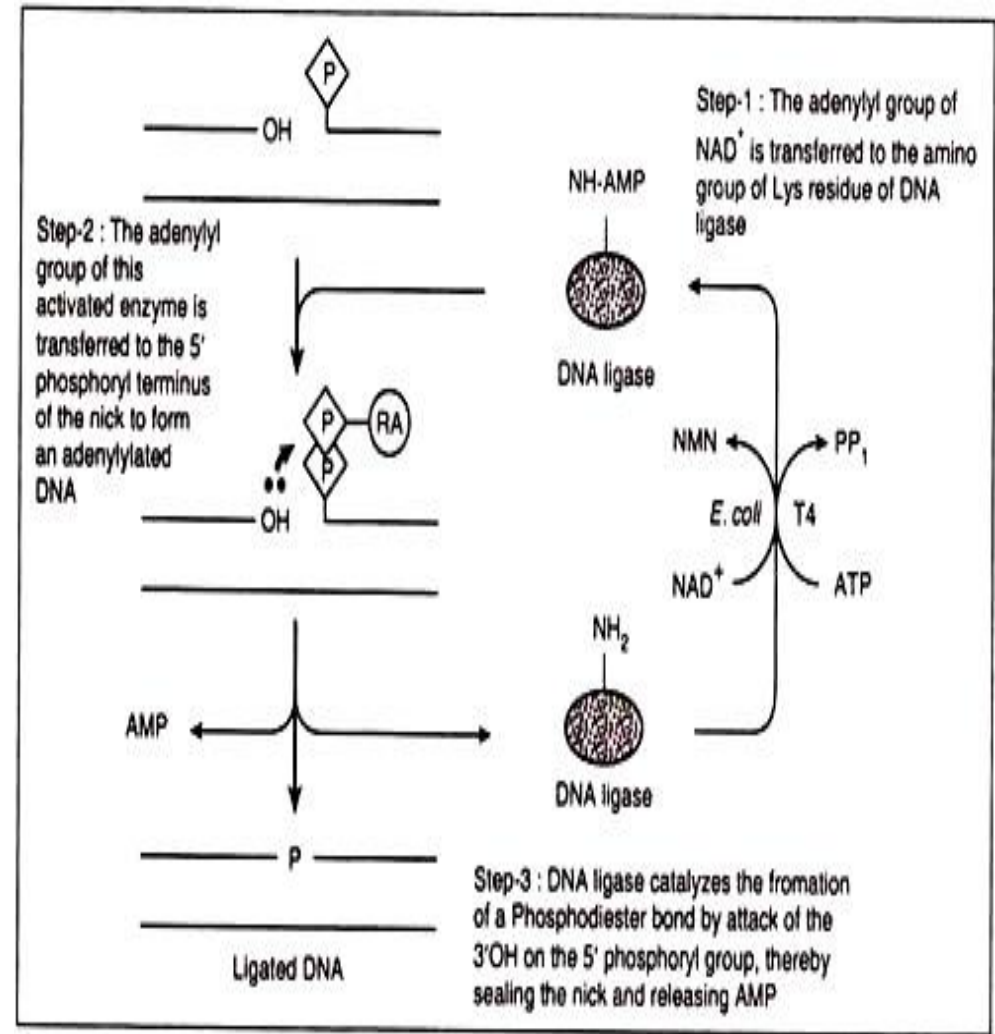 P
OH
Step-1 : The adenylyl group of
NAD⁺ is transferred to the amino
group of Lys residue of DNA
ligase
NH-AMP
DNA ligase
Step-2 : The adenylyl
group of this
activated enzyme is
transferred to the 5'
phosphoryl terminus
of the nick to form
an adenylylated
DNA
P
RA
P
OH
NMN
PP₁
E. coli
T4
NAD⁺
ATP
NH₂
DNA ligase
AMP
P
Ligated DNA
Step-3 : DNA ligase catalyzes the fromation
of a Phosphodiester bond by attack of the
3'OH on the 5' phosphoryl group, thereby
sealing the nick and releasing AMP